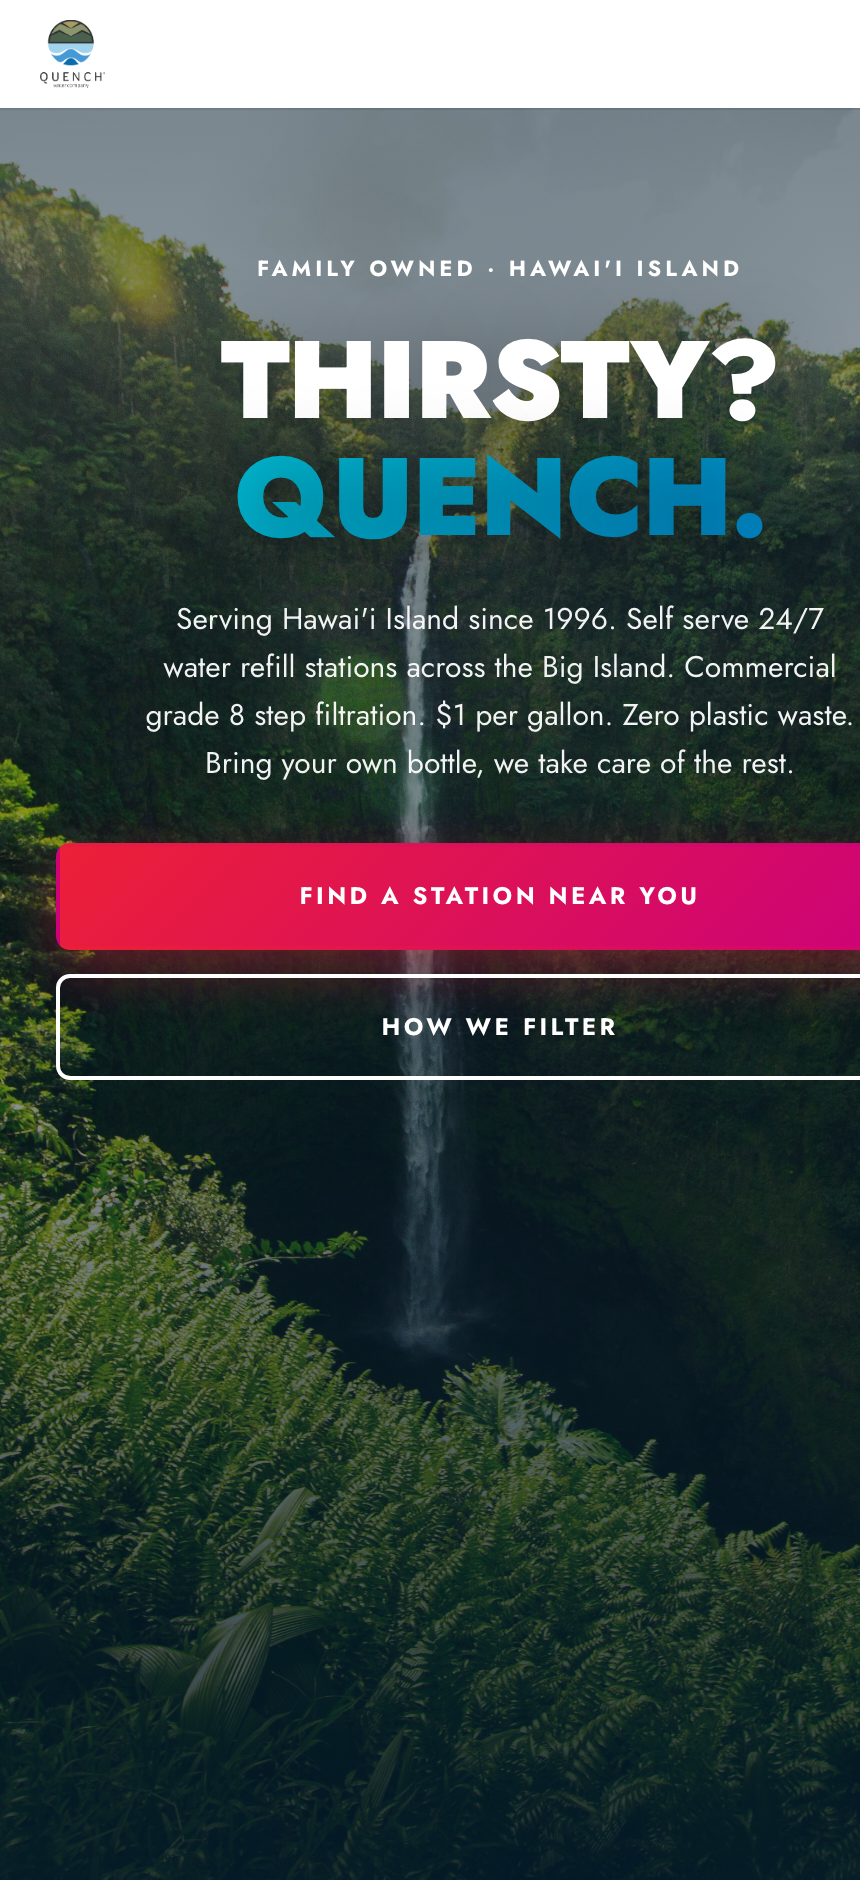 QUENCH
water company
FAMILY OWNED · HAWAI'I ISLAND
THIRSTY?
QUENCH.
Serving Hawai'i Island since 1996. Self serve 24/7
water refill stations across the Big Island. Commercial
grade 8 step filtration. $1 per gallon. Zero plastic waste.
Bring your own bottle, we take care of the rest.
FIND A STATION NEAR YOU
HOW WE FILTER